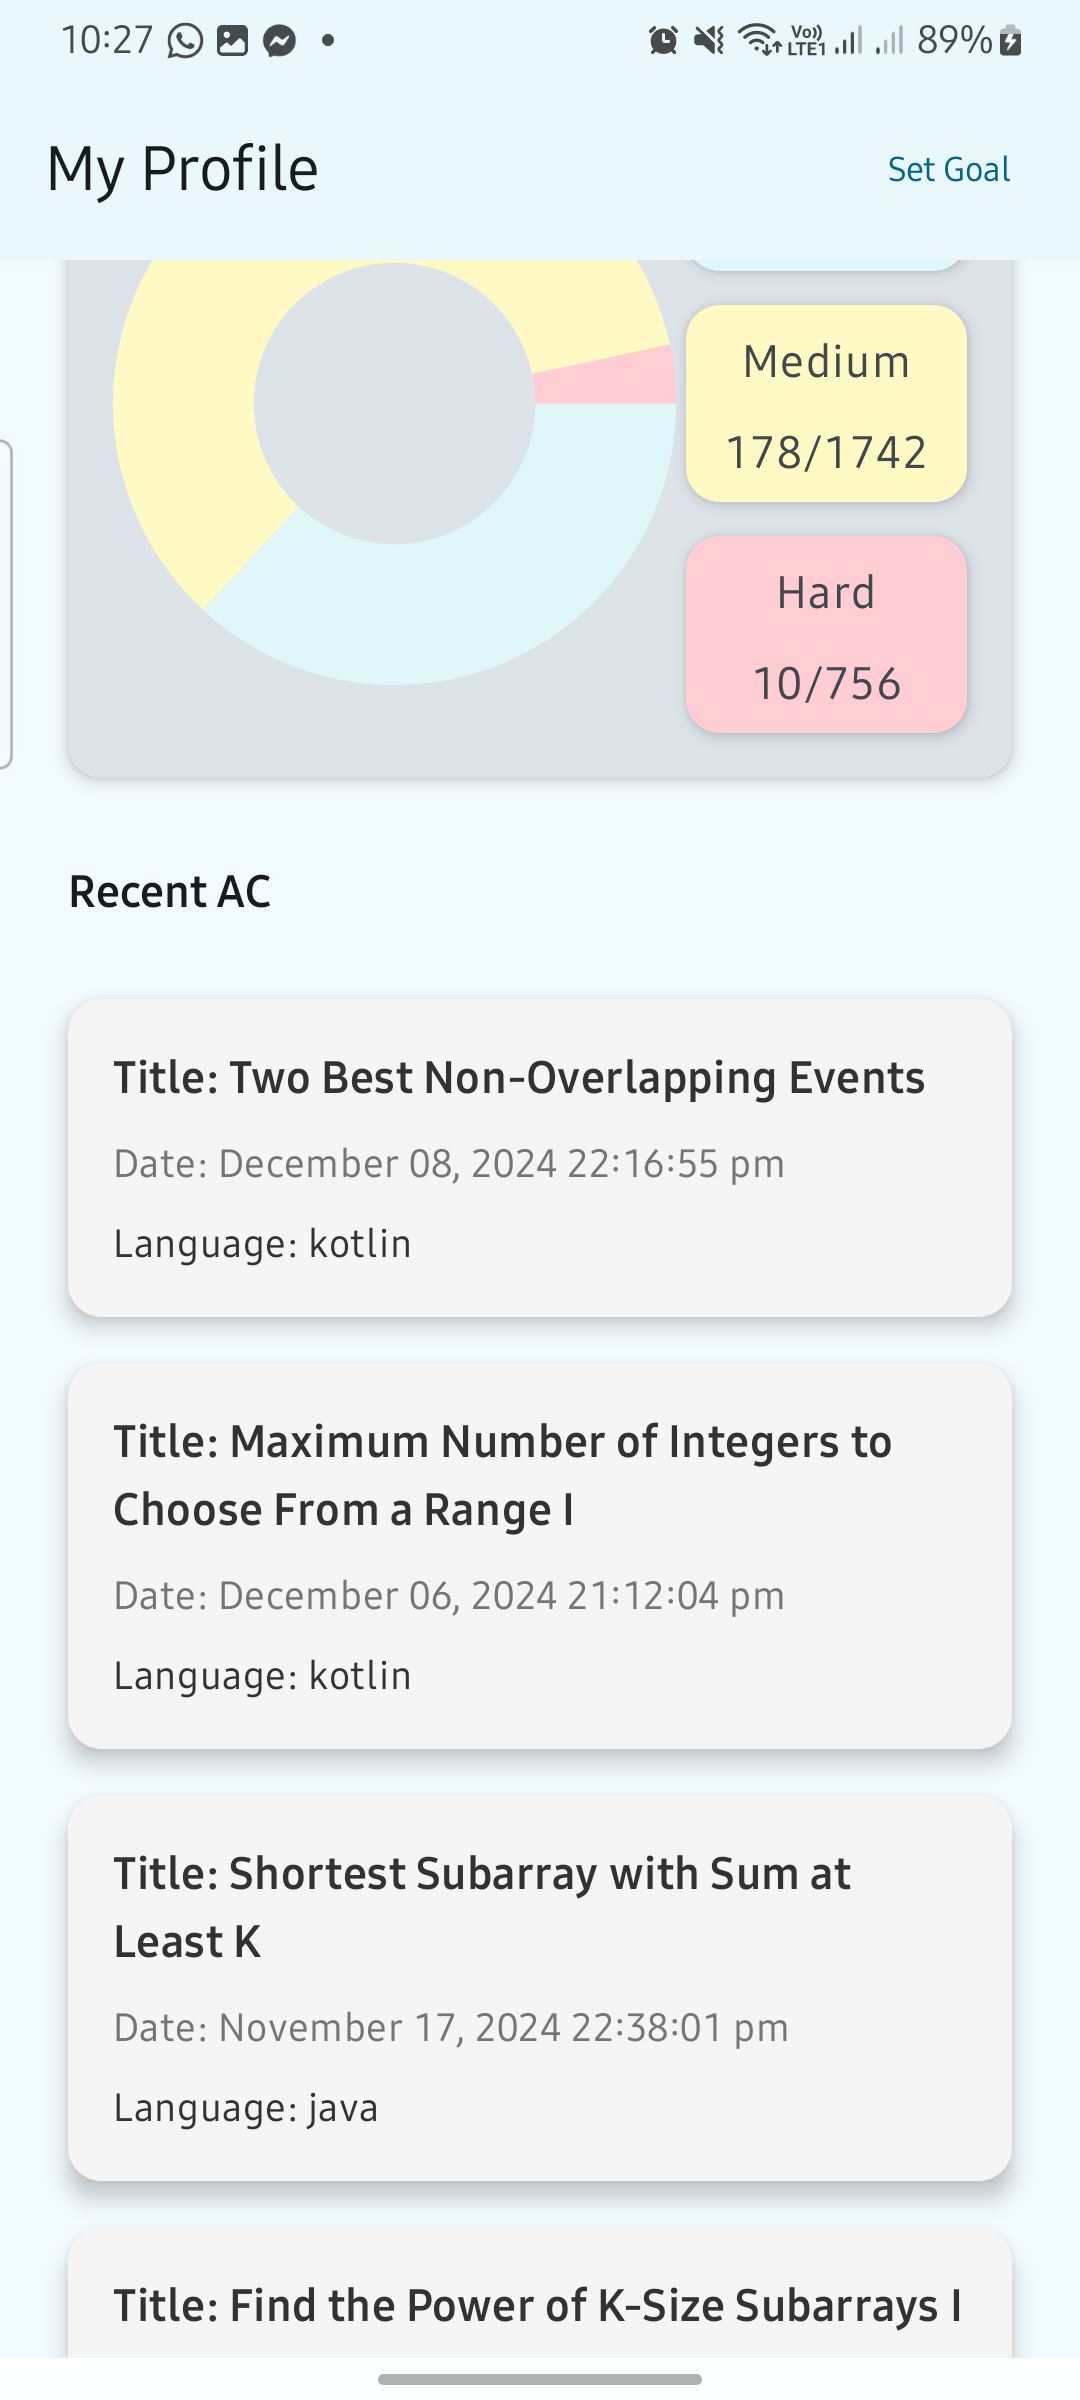 10:27 Vo)) LTE1 89%
My Profile
Set Goal
Medium
178/1742
Hard
10/756
Recent AC
Title: Two Best Non-Overlapping Events
Date: December 08, 2024 22:16:55 pm
Language: kotlin
Title: Maximum Number of Integers to
Choose From a Range I
Date: December 06, 2024 21:12:04 pm
Language: kotlin
Title: Shortest Subarray with Sum at
Least K
Date: November 17, 2024 22:38:01 pm
Language: java
Title: Find the Power of K-Size Subarrays I